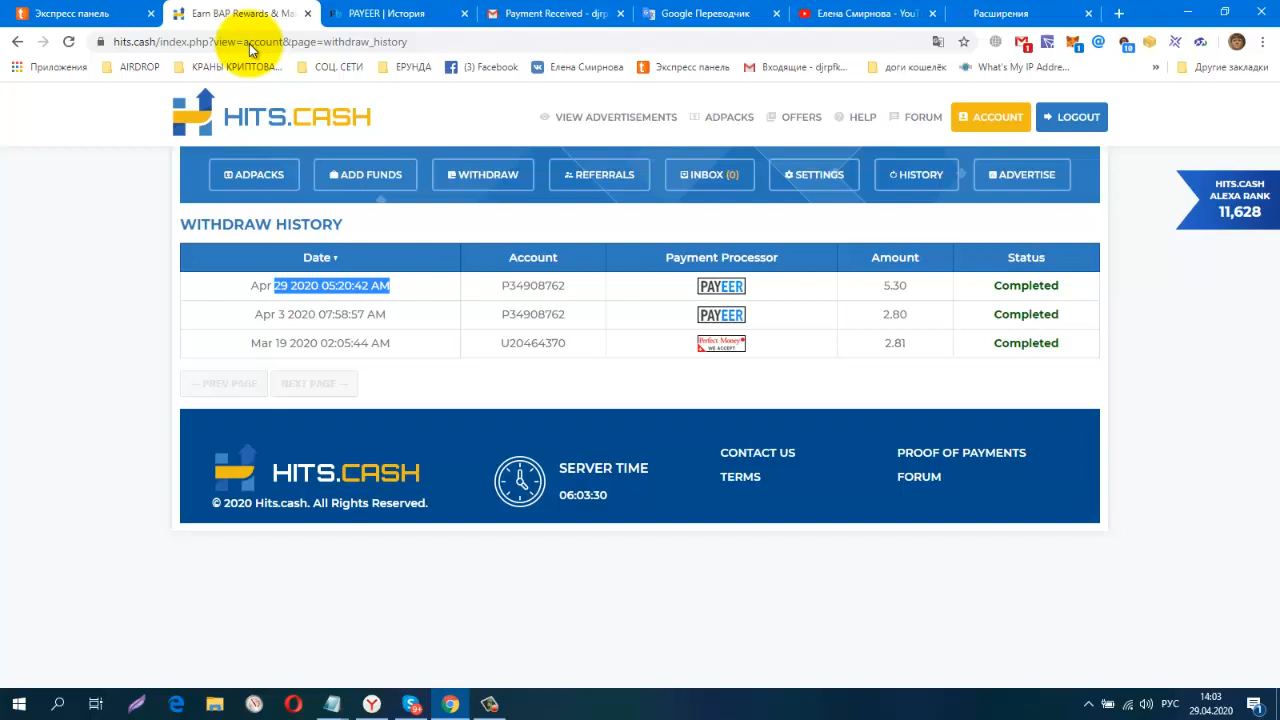 Экспресс панель
Earn BAP Rewards & Ma
PAYEER | История
Payment Received - djrp
Google Переводчик
Елена Смирнова - YouT
Расширения
hits.cash/index.php?view=account&page=withdraw_history
Приложения
AIRDROP
КРАНЫ КРИПТОВА...
СОЦ. СЕТИ
ЕРУНДА
(3) Facebook
Елена Смирнова
Экспресс панель
Входящие - djrpfk...
доги кошелёк
What's My IP Addre...
»
Другие закладки
HITS.CASH
VIEW ADVERTISEMENTS
ADPACKS
OFFERS
HELP
FORUM
ACCOUNT
LOGOUT
ADPACKS
ADD FUNDS
WITHDRAW
REFERRALS
INBOX (0)
SETTINGS
HISTORY
ADVERTISE
HITS.CASH
ALEXA RANK
11,628
WITHDRAW HISTORY
Date Account Payment Processor Amount Status
Apr 29 2020 05:20:42 AM P34908762 PAYEER 5.30 Completed
Apr 3 2020 07:58:57 AM P34908762 PAYEER 2.80 Completed
Mar 19 2020 02:05:44 AM U20464370 Perfect Money WE ACCEPT 2.81 Completed
← PREV PAGE
NEXT PAGE →
HITS.CASH
© 2020 Hits.cash. All Rights Reserved.
SERVER TIME
06:03:30
CONTACT US
TERMS
PROOF OF PAYMENTS
FORUM
РУС
14:03
29.04.2020